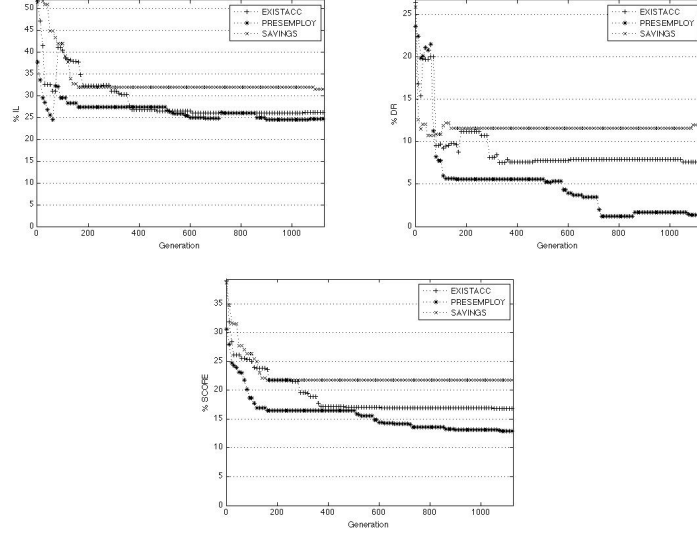 50
45
40
35
30
25
20
15
10
5
0
% IL
0 200 400 600 800 1000
Generation
EXISTACC
PRESEMPLOY
SAVINGS
25
20
15
10
5
0
% DR
0 200 400 600 800 1000
Generation
EXISTACC
PRESEMPLOY
SAVINGS
35
30
25
20
15
10
5
0
% SCORE
0 200 400 600 800 1000
Generation
EXISTACC
PRESEMPLOY
SAVINGS